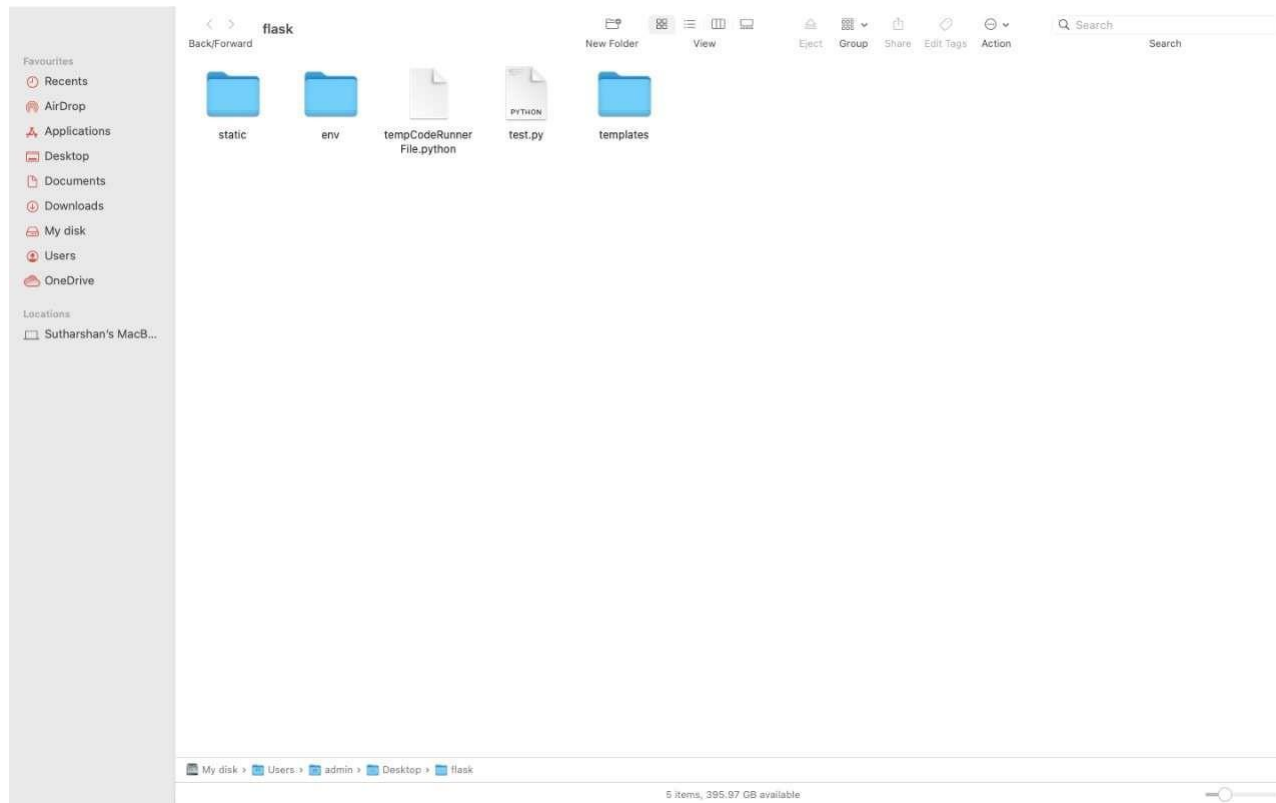 flask
Back/Forward
New Folder
View
Eject
Group
Share
Edit Tags
Action
Search
Search
Favourites
Recents
AirDrop
Applications
Desktop
Documents
Downloads
My disk
Users
OneDrive
Locations
Sutharshan's MacB...
static
env
tempCodeRunner
File.python
PYTHON
test.py
templates
My disk › Users › admin › Desktop › flask
5 items, 395.97 GB available